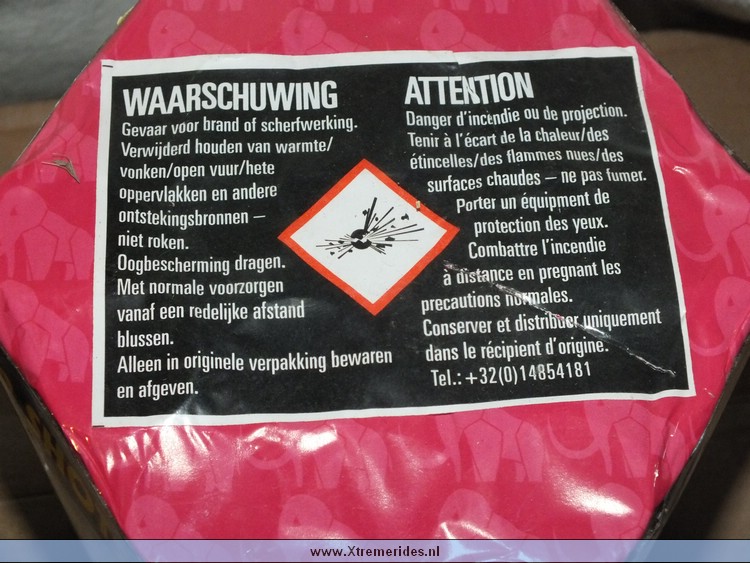 WAARSCHUWING
Gevaar voor brand of scherfwerking.
Verwijderd houden van warmte/
vonken/open vuur/hete
oppervlakken en andere
ontstekingsbronnen –
niet roken.
Oogbescherming dragen.
Met normale voorzorgen
vanaf een redelijke afstand
blussen.
Alleen in originele verpakking bewaren
en afgeven.
ATTENTION
Danger d'incendie ou de projection.
Tenir à l'écart de la chaleur/des
étincelles/des flammes nues/des
surfaces chaudes – ne pas fumer.
Porter un équipment de
protection des yeux.
Combattre l'incendie
à distance en pregnant les
precautions normales.
Conserver et distribuer uniquement
dans le récipient d'origine.
Tel.: +32(0)14854181
www.Xtremerides.nl